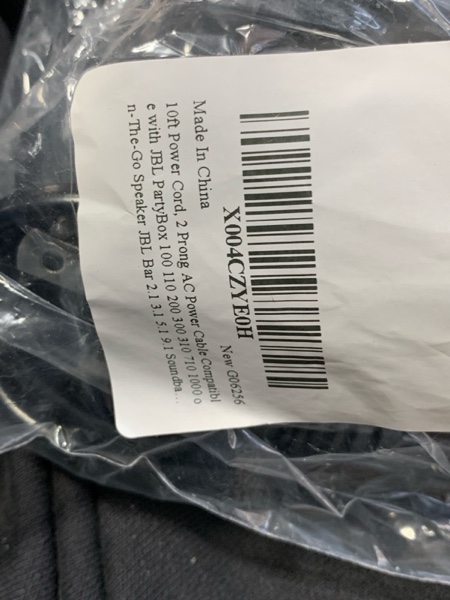 X004CZYE0H
New G06256
Made In China
10ft Power Cord, 2 Prong AC Power Cable Compatibl
e with JBL PartyBox 100 110 200 300 310 710 1000 o
n-The-Go Speaker JBL Bar 2.1 3.1 5.1 9.1 Soundba...